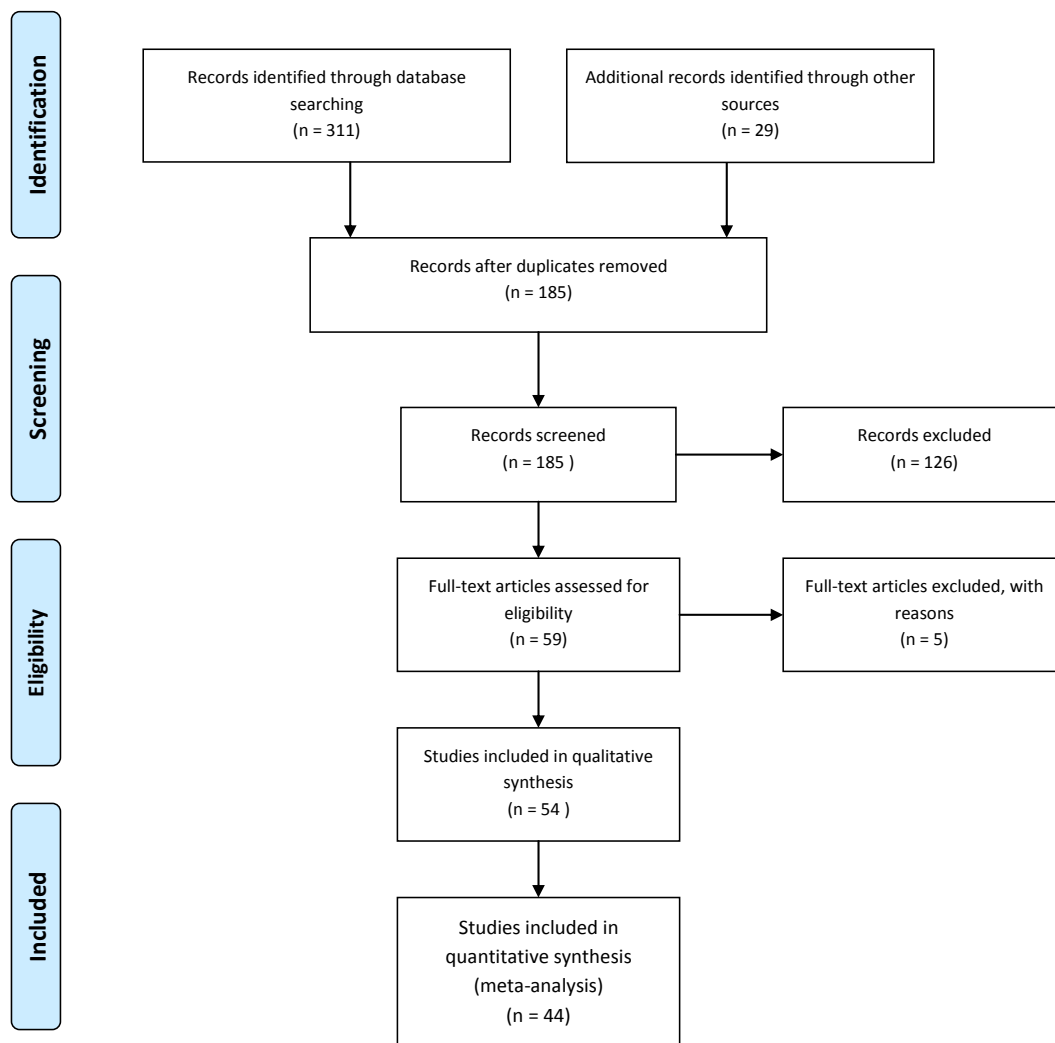 Identification
Records identified through database
searching
(n = 311)
Additional records identified through other
sources
(n = 29)
Records after duplicates removed
(n = 185)
Screening
Records screened
(n = 185 )
Records excluded
(n = 126)
Eligibility
Full-text articles assessed for
eligibility
(n = 59)
Full-text articles excluded, with
reasons
(n = 5)
Studies included in qualitative
synthesis
(n = 54 )
Included
Studies included in
quantitative synthesis
(meta-analysis)
(n = 44)